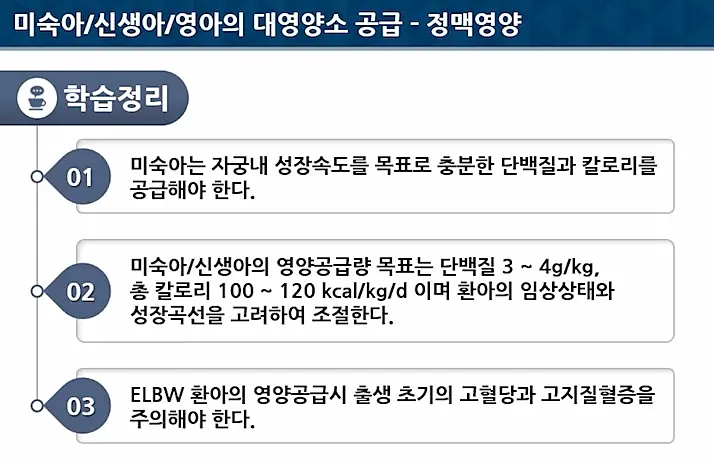 미숙아/신생아/영아의 대영양소 공급 - 정맥영양
학습정리
01
미숙아는 자궁내 성장속도를 목표로 충분한 단백질과 칼로리를
공급해야 한다.
02
미숙아/신생아의 영양공급량 목표는 단백질 3 ~ 4g/kg,
총 칼로리 100 ~ 120 kcal/kg/d 이며 환아의 임상상태와
성장곡선을 고려하여 조절한다.
03
ELBW 환아의 영양공급시 출생 초기의 고혈당과 고지질혈증을
주의해야 한다.